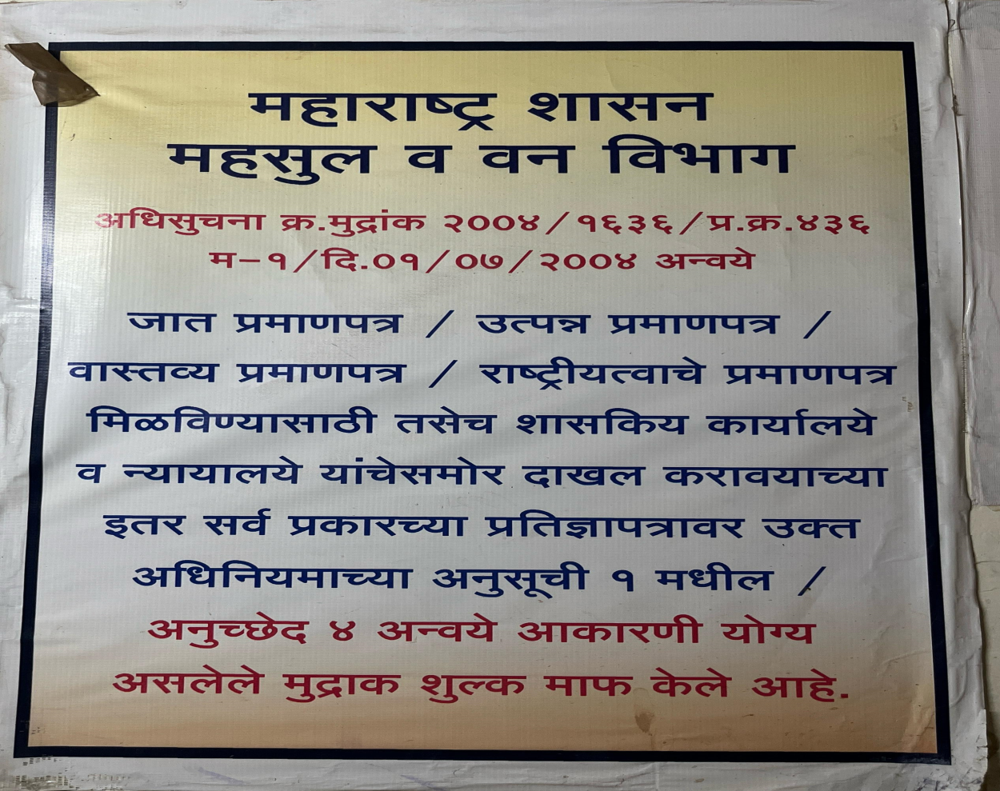 महाराष्ट्र शासन
महसुल व वन विभाग
अधिसुचना क्र.मुद्रांक २००४/१६३६/प्र.क्र.४३६
म–१/दि.०१/०७/२००४ अन्वये
जात प्रमाणपत्र / उत्पन्न प्रमाणपत्र /
वास्तव्य प्रमाणपत्र / राष्ट्रीयत्वाचे प्रमाणपत्र
मिळविण्यासाठी तसेच शासकिय कार्यालये
व न्यायालये यांचेसमोर दाखल करावयाच्या
इतर सर्व प्रकारच्या प्रतिज्ञापत्रावर उक्त
अधिनियमाच्या अनुसूची १ मधील /
अनुच्छेद ४ अन्वये आकारणी योग्य
असलेले मुद्राक शुल्क माफ केले आहे.